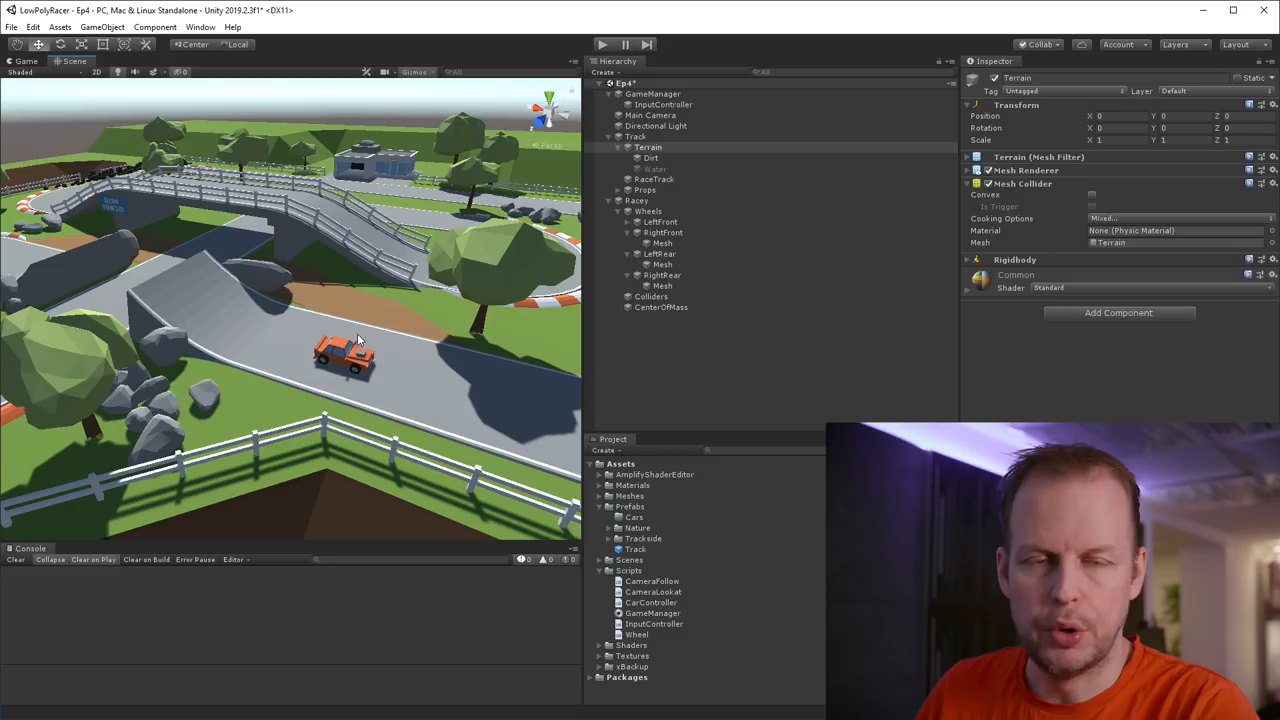 LowPolyRacer - Ep4 - PC, Mac & Linux Standalone - Unity 2019.2.3f1* <DX11>
File Edit Assets GameObject Component Window Help
Center Local
Collab Account Layers Layout
Game Scene
Shaded 2D 0 Gizmos All
Persp
Hierarchy
Create All
Ep4*
GameManager
InputController
Main Camera
Directional Light
Track
Terrain
Dirt
Water
RaceTrack
Props
Racey
Wheels
LeftFront
RightFront
Mesh
LeftRear
Mesh
RightRear
Mesh
Colliders
CenterOfMass
Inspector
Terrain Static
Tag Untagged Layer Default
Transform
Position X 0 Y 0 Z 0
Rotation X 0 Y 0 Z 0
Scale X 1 Y 1 Z 1
Terrain (Mesh Filter)
Mesh Renderer
Mesh Collider
Convex
Is Trigger
Cooking Options Mixed...
Material None (Physic Material)
Mesh Terrain
Rigidbody
Common
Shader Standard
Add Component
Project
Create
Assets
AmplifyShaderEditor
Materials
Meshes
Prefabs
Cars
Nature
Trackside
Track
Scenes
Scripts
CameraFollow
CameraLookat
CarController
GameManager
InputController
Wheel
Shaders
Textures
xBackup
Packages
Console
Clear Collapse Clear on Play Clear on Build Error Pause Editor 0 0 0